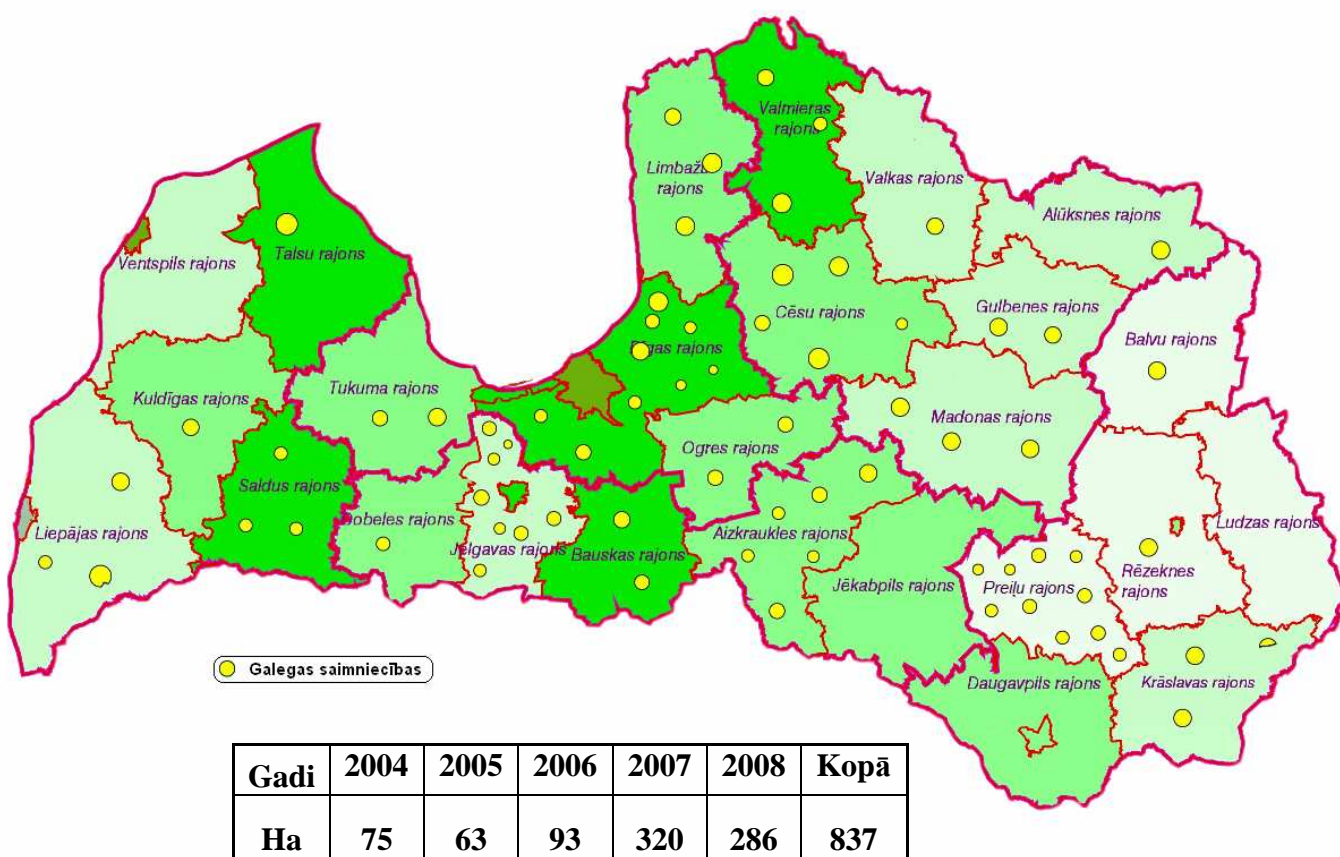 Valmieras
rajons
Limbažu
rajons
Valkas rajons
Alūksnes rajons
Talsu rajons
Ventspils rajons
Cēsu rajons
Gulbenes rajons
Balvu rajons
Rīgas rajons
Tukuma rajons
Kuldīgas rajons
Madonas rajons
Ogres rajons
Saldus rajons
Dobeles rajons
Jelgavas rajons
Bauskas rajons
Aizkraukles rajons
Ludzas rajons
Liepājas rajons
Jēkabpils rajons
Preiļu rajons
Rēzeknes
rajons
Daugavpils rajons
Krāslavas rajons
Galegas saimniecības
Gadi 2004 2005 2006 2007 2008 Kopā
Ha 75 63 93 320 286 837